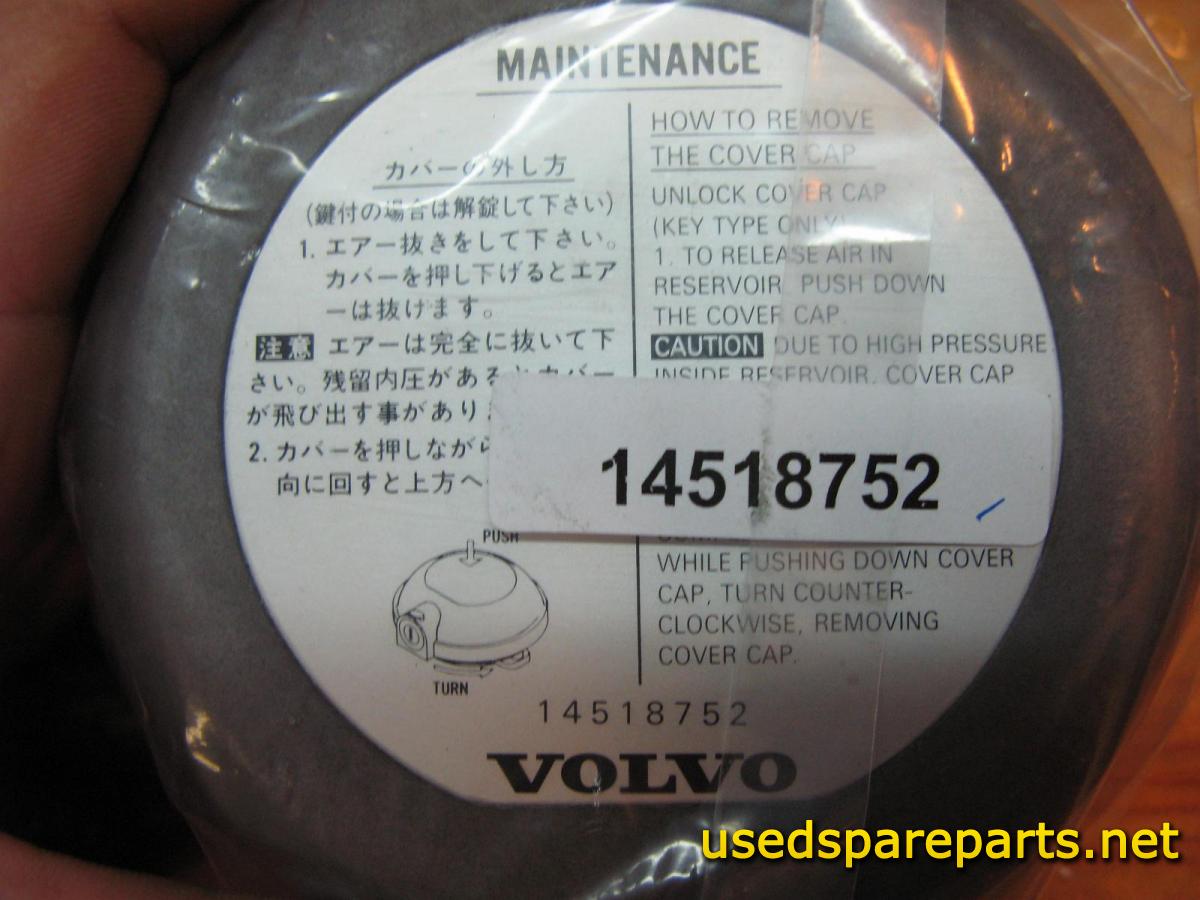 MAINTENANCE
カバーの外し方
(鍵付の場合は解錠して下さい)
1. エアー抜きをして下さい。
カバーを押し下げるとエア
ーは抜けます。
注意 エアーは完全に抜いて下
さい。残留内圧があるとカバー
が飛び出す事があり
2. カバーを押しながら
向に回すと上方へ
HOW TO REMOVE
THE COVER CAP
UNLOCK COVER CAP
(KEY TYPE ONLY)
1. TO RELEASE AIR IN
RESERVOIR PUSH DOWN
THE COVER CAP.
CAUTION DUE TO HIGH PRESSURE
INSIDE RESERVOIR, COVER CAP
14518752
WHILE PUSHING DOWN COVER
CAP, TURN COUNTER-
CLOCKWISE, REMOVING
COVER CAP.
PUSH
TURN
14518752
VOLVO
usedspareparts.net